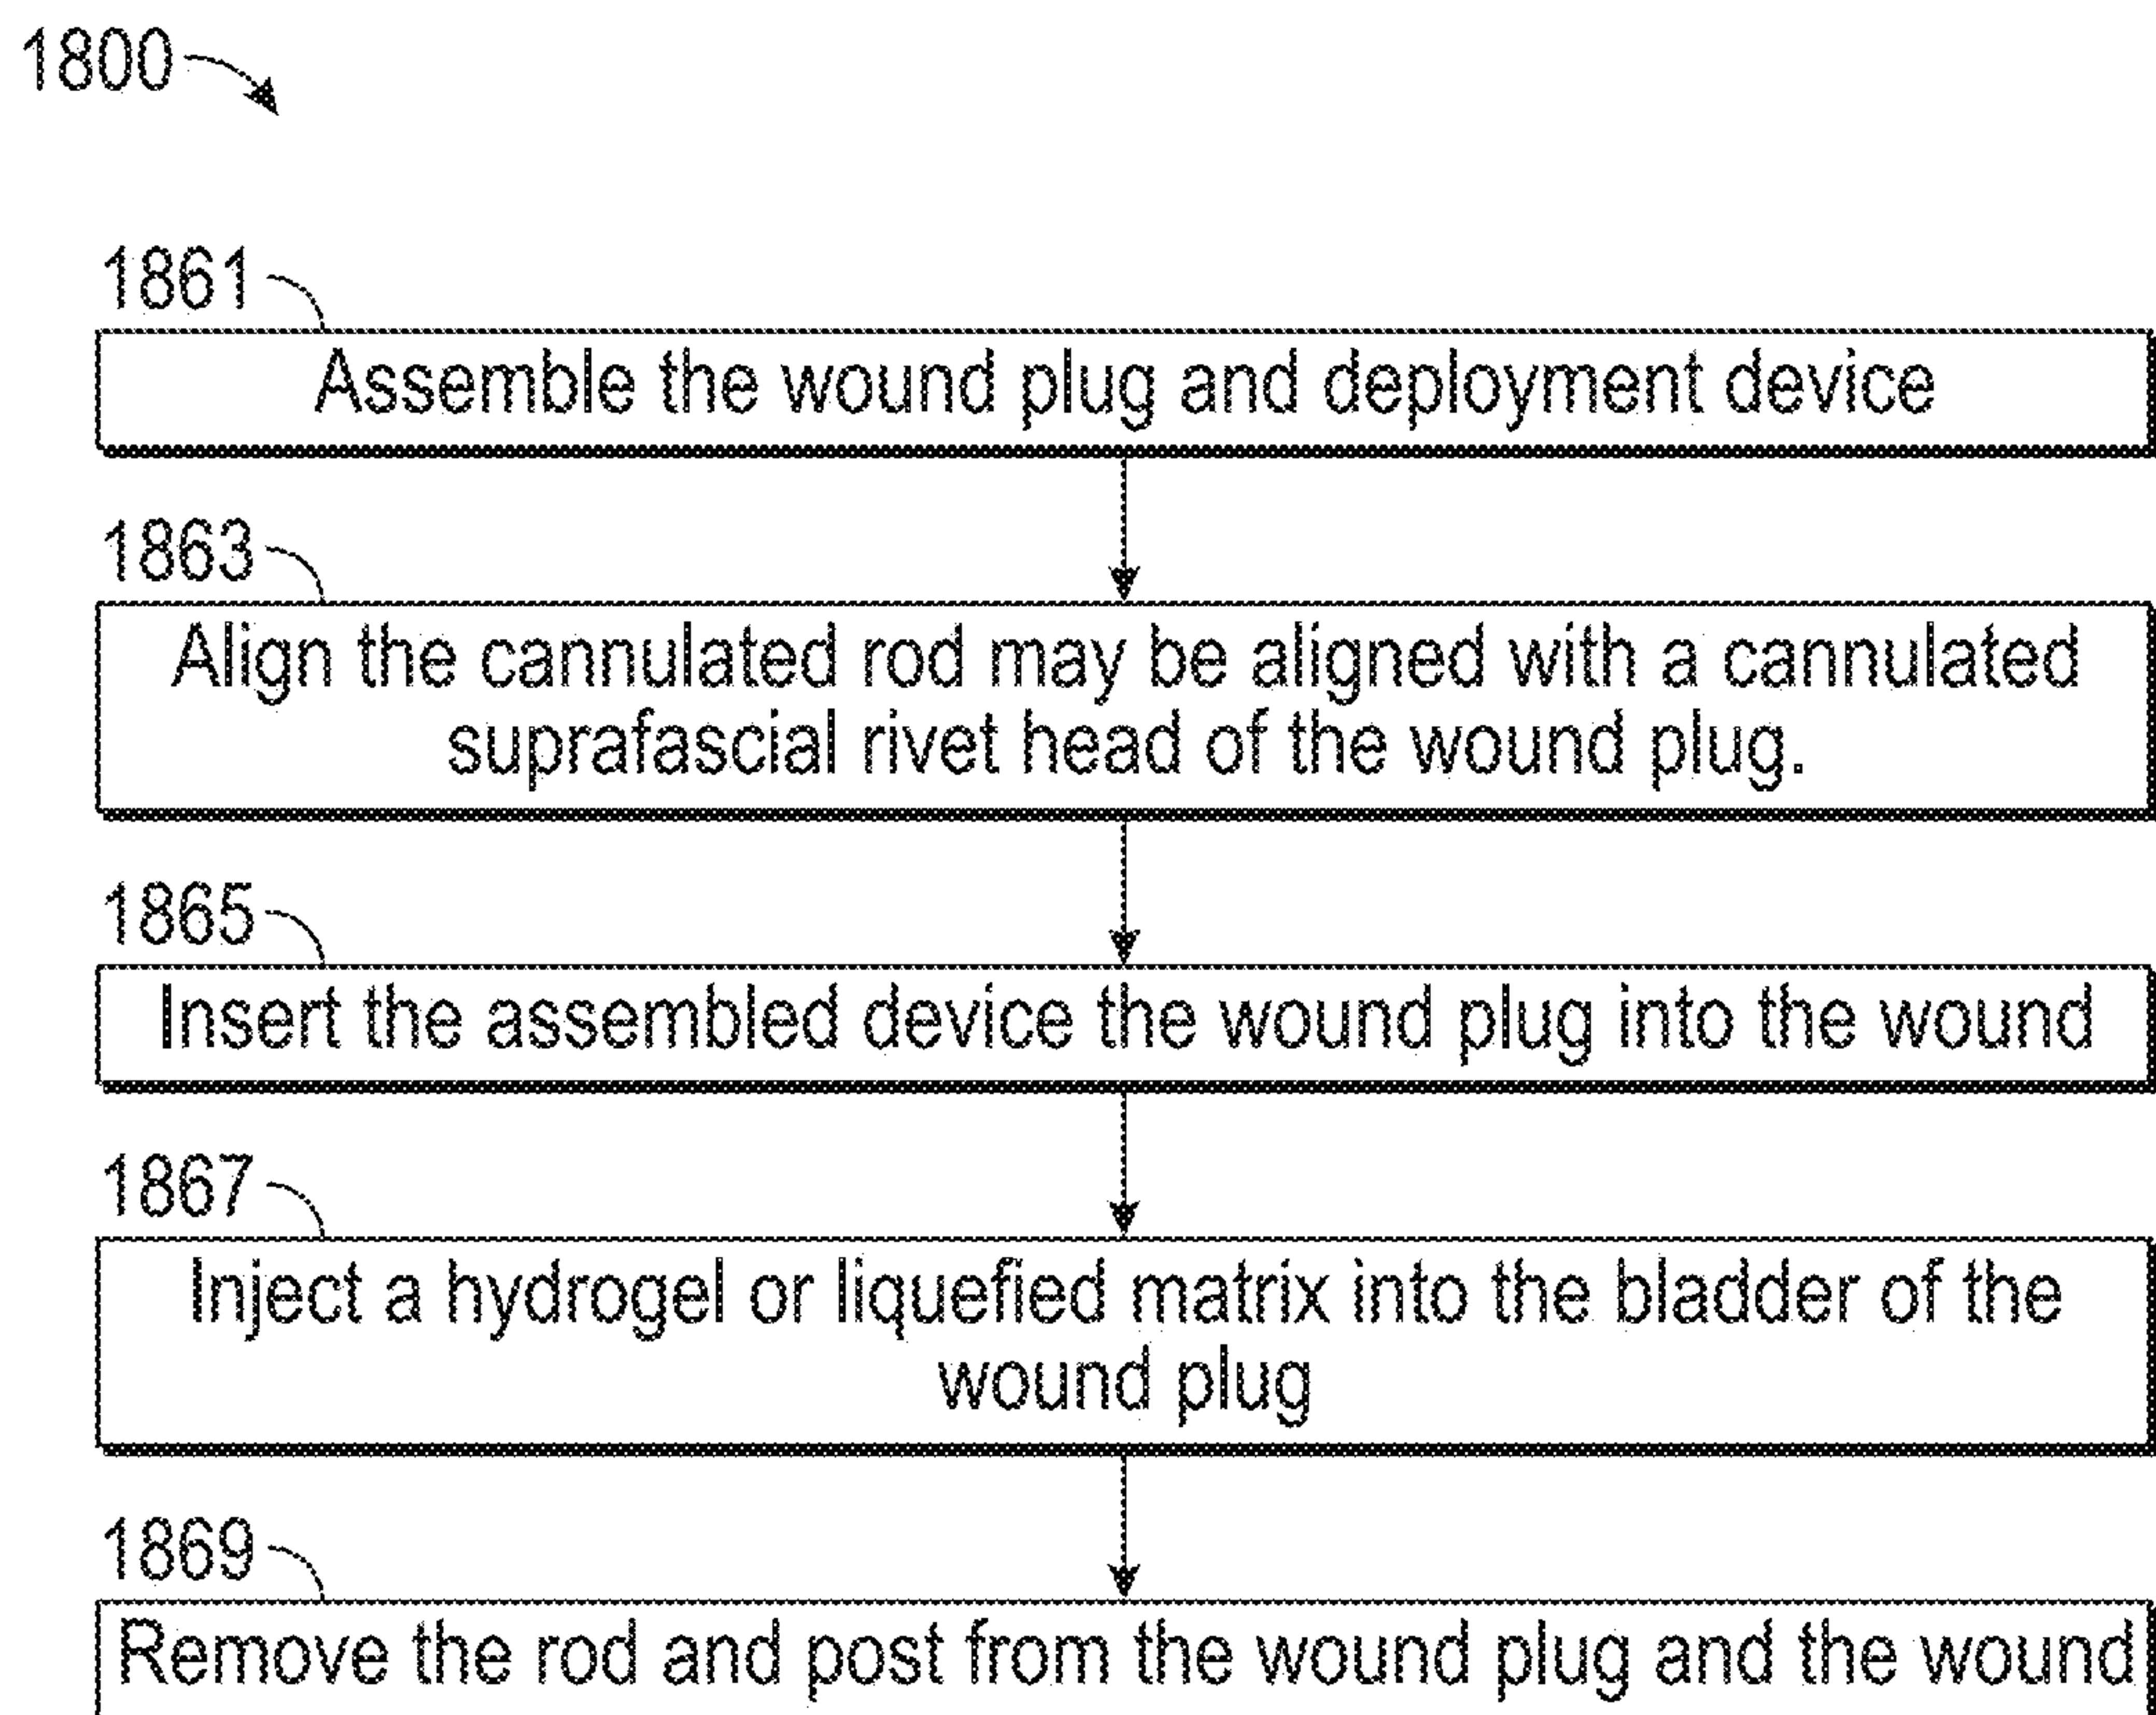 1800
1861
Assemble the wound plug and deployment device
1863
Align the cannulated rod may be aligned with a cannulated
suprafascial rivet head of the wound plug.
1865
Insert the assembled device the wound plug into the wound
1867
Inject a hydrogel or liquefied matrix into the bladder of the
wound plug
1869
Remove the rod and post from the wound plug and the wound